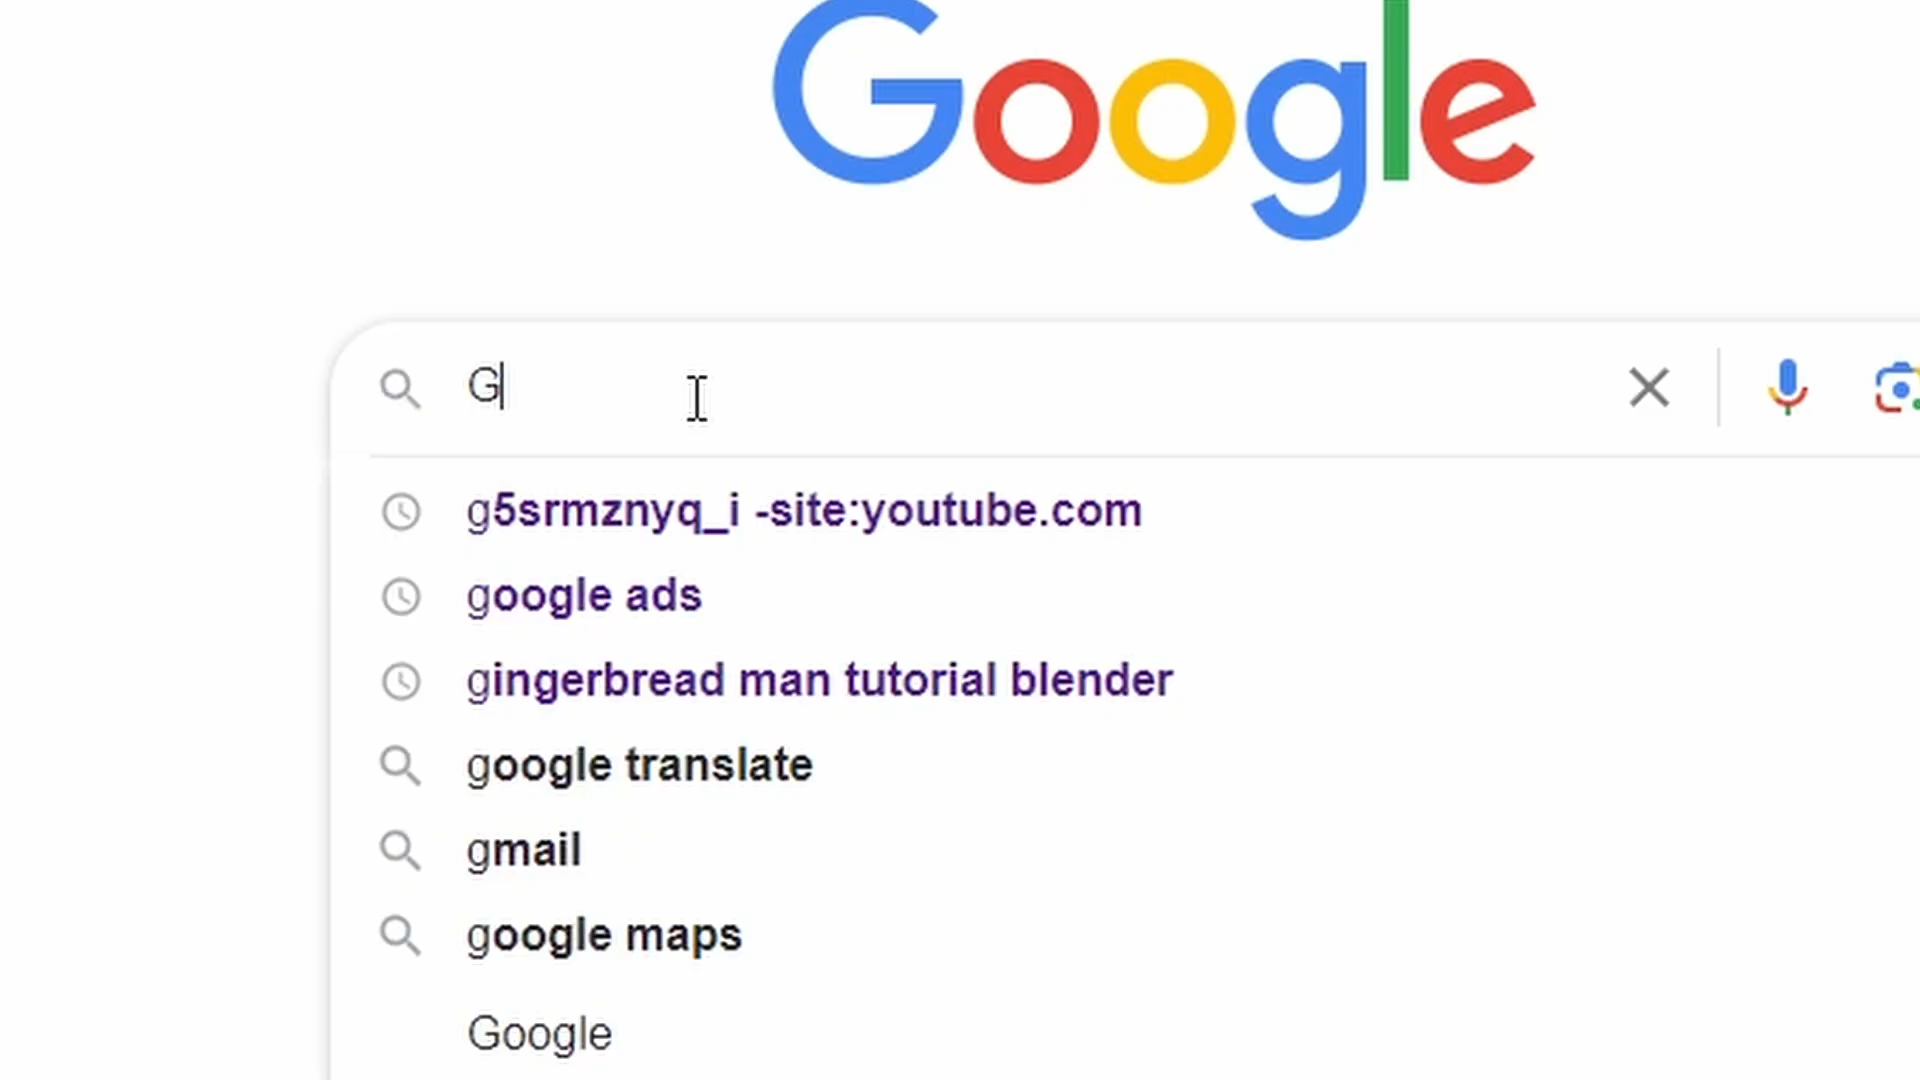 Google
G
g5srmznyq_i -site:youtube.com
google ads
gingerbread man tutorial blender
google translate
gmail
google maps
Google